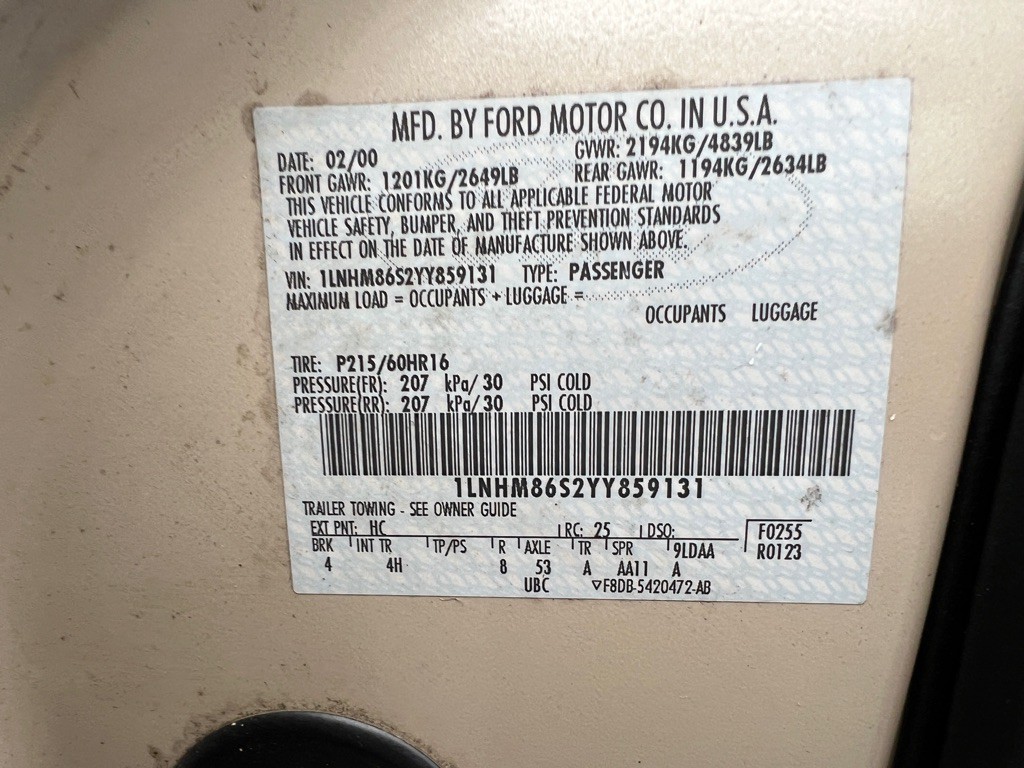 MFD. BY FORD MOTOR CO. IN U.S.A.
DATE: 02/00 GVWR: 2194KG/4839LB
FRONT GAWR: 1201KG/2649LB REAR GAWR: 1194KG/2634LB
THIS VEHICLE CONFORMS TO ALL APPLICABLE FEDERAL MOTOR
VEHICLE SAFETY, BUMPER, AND THEFT PREVENTION STANDARDS
IN EFFECT ON THE DATE OF MANUFACTURE SHOWN ABOVE.
VIN: 1LNHM86S2YY859131 TYPE: PASSENGER
MAXIMUM LOAD = OCCUPANTS + LUGGAGE =
OCCUPANTS LUGGAGE
TIRE: P215/60HR16
PRESSURE(FR): 207 kPa/ 30 PSI COLD
PRESSURE(RR): 207 kPa/ 30 PSI COLD
1LNHM86S2YY859131
TRAILER TOWING - SEE OWNER GUIDE
EXT PNT: HC RC: 25 DSO: F0255
BRK INT TR TP/PS R AXLE TR SPR 9LDAA R0123
4 4H 8 53 A AA11 A
UBC ▽F8DB-5420472-AB